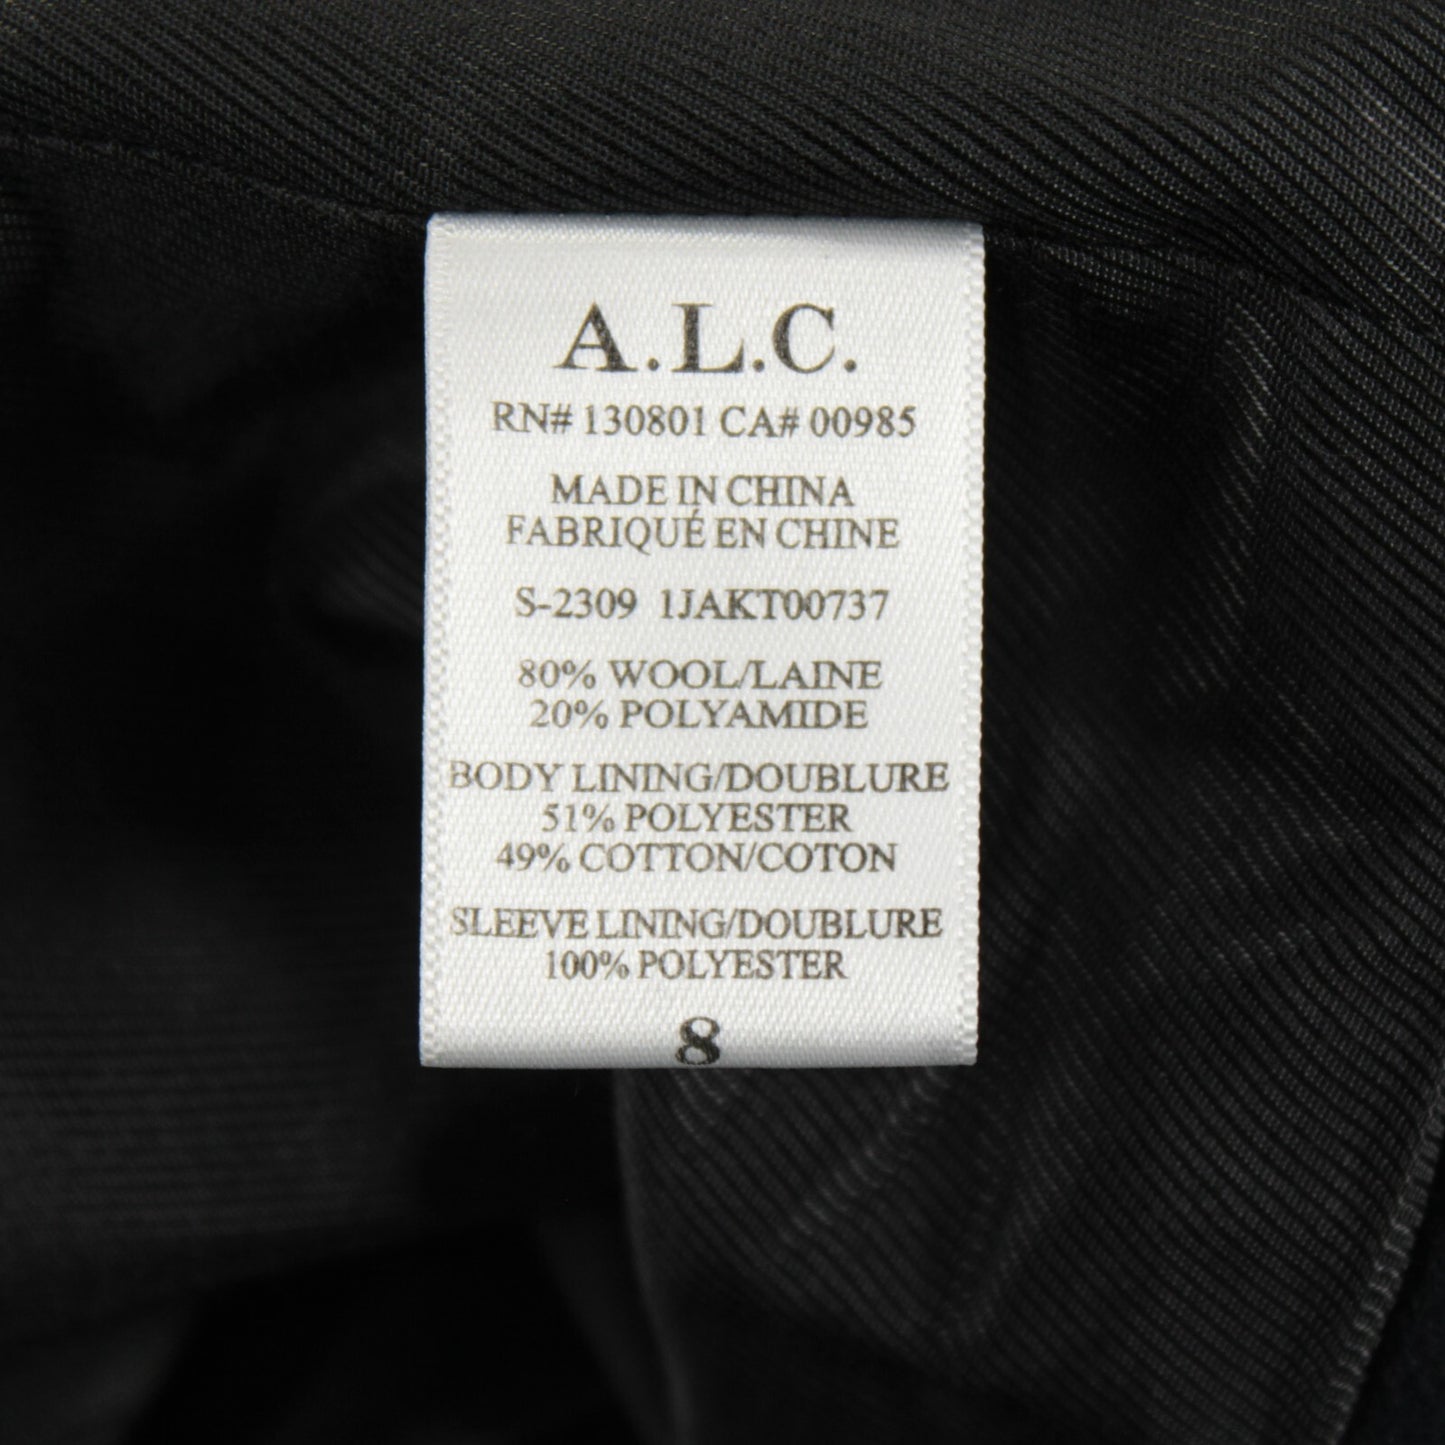 A.L.C.
RN# 130801 CA# 00985
MADE IN CHINA
FABRIQUÉ EN CHINE
S-2309 1JAKT00737
80% WOOL/LAINE
20% POLYAMIDE
BODY LINING/DOUBLURE
51% POLYESTER
49% COTTON/COTON
SLEEVE LINING/DOUBLURE
100% POLYESTER
8